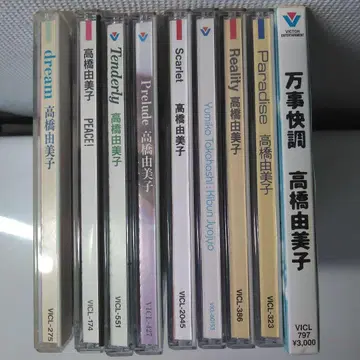 dream 高橋由美子
VICL-275
高橋由美子 PEACE!
VICL-174
Tenderly 高橋由美子
VICL-551
Prelude 高橋由美子
Scarlet 高橋由美子
VICL-2045
Yumiko Takahashi
Reality 高橋由美子
VICL-386
Paradise 高橋由美子
VICL-323
VICTOR
万事快調 高橋由美子
VICL
797
¥3,000